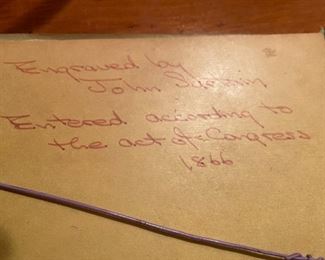 Engraved by
John Sartain
Entered according to
the act of Congress
1866